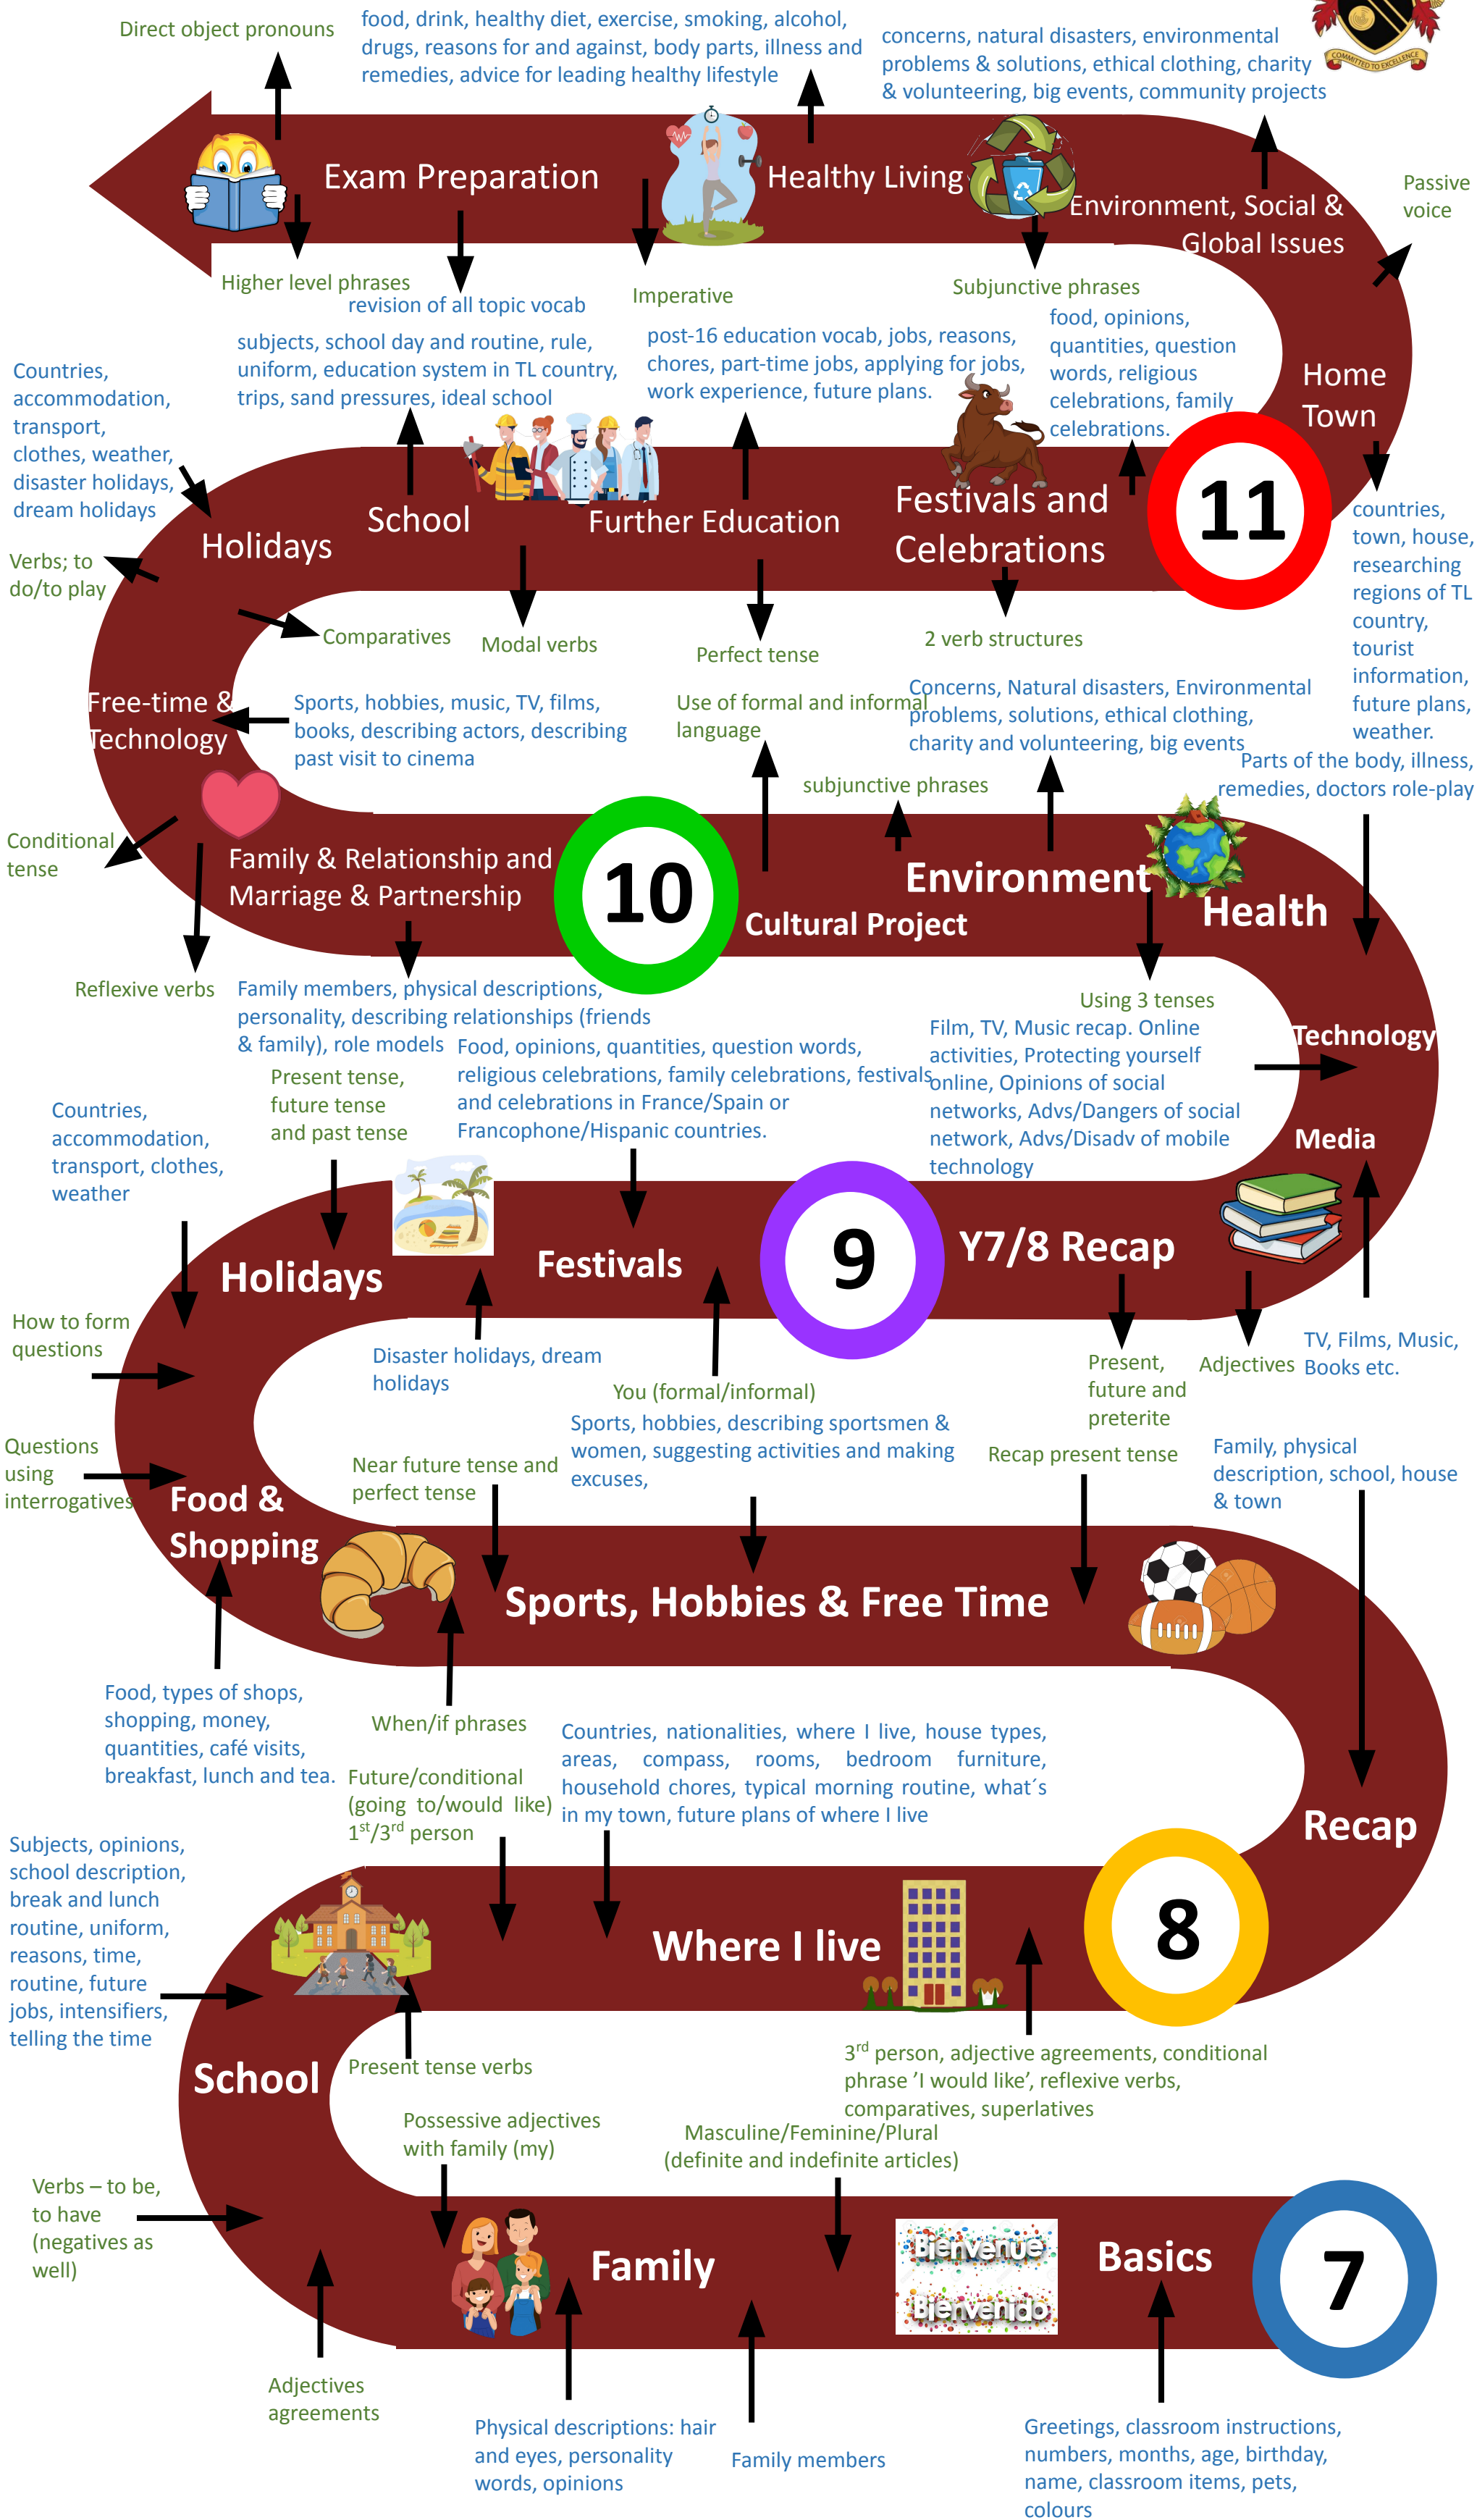 COMMITTED TO EXCELLENCE
Direct object pronouns
food, drink, healthy diet, exercise, smoking, alcohol,
drugs, reasons for and against, body parts, illness and
remedies, advice for leading healthy lifestyle
concerns, natural disasters, environmental
problems & solutions, ethical clothing, charity
& volunteering, big events, community projects
Exam Preparation
Healthy Living
Environment, Social &
Global Issues
Passive
voice
Higher level phrases
revision of all topic vocab
Imperative
Subjunctive phrases
subjects, school day and routine, rule,
uniform, education system in TL country,
trips, sand pressures, ideal school
post-16 education vocab, jobs, reasons,
chores, part-time jobs, applying for jobs,
work experience, future plans.
food, opinions,
quantities, question
words, religious
celebrations, family
celebrations.
Home
Town
Countries,
accommodation,
transport,
clothes, weather,
disaster holidays,
dream holidays
Holidays
School
Further Education
Festivals and
Celebrations
11
countries,
town, house,
researching
regions of TL
country,
tourist
information,
future plans,
weather.
Verbs; to
do/to play
Comparatives
Modal verbs
Perfect tense
2 verb structures
Free-time &
Technology
Sports, hobbies, music, TV, films,
books, describing actors, describing
past visit to cinema
Use of formal and informal
language
Concerns, Natural disasters, Environmental
problems, solutions, ethical clothing,
charity and volunteering, big events
subjunctive phrases
Parts of the body, illness,
remedies, doctors role-play
Conditional
tense
Family & Relationship and
Marriage & Partnership
10
Cultural Project
Environment
Health
Reflexive verbs
Family members, physical descriptions,
personality, describing relationships (friends
& family), role models
Using 3 tenses
Film, TV, Music recap. Online
activities, Protecting yourself
online, Opinions of social
networks, Advs/Dangers of social
network, Advs/Disadv of mobile
technology
Technology
Media
Present tense,
future tense
and past tense
Food, opinions, quantities, question words,
religious celebrations, family celebrations, festivals
and celebrations in France/Spain or
Francophone/Hispanic countries.
Countries,
accommodation,
transport, clothes,
weather
Holidays
Festivals
9
Y7/8 Recap
How to form
questions
Disaster holidays, dream
holidays
You (formal/informal)
Present,
future and
preterite
Adjectives
TV, Films, Music,
Books etc.
Questions
using
interrogatives
Near future tense and
perfect tense
Sports, hobbies, describing sportsmen &
women, suggesting activities and making
excuses,
Recap present tense
Family, physical
description, school, house
& town
Food &
Shopping
Sports, Hobbies & Free Time
Food, types of shops,
shopping, money,
quantities, café visits,
breakfast, lunch and tea.
When/if phrases
Future/conditional
(going to/would like)
1st/3rd person
Countries, nationalities, where I live, house types,
areas, compass, rooms, bedroom furniture,
household chores, typical morning routine, what´s
in my town, future plans of where I live
Recap
Subjects, opinions,
school description,
break and lunch
routine, uniform,
reasons, time,
routine, future
jobs, intensifiers,
telling the time
Where I live
8
School
Present tense verbs
3rd person, adjective agreements, conditional
phrase ’I would like’, reflexive verbs,
comparatives, superlatives
Possessive adjectives
with family (my)
Masculine/Feminine/Plural
(definite and indefinite articles)
Verbs – to be,
to have
(negatives as
well)
Family
Bienvenue
Bienvenido
Basics
7
Adjectives
agreements
Physical descriptions: hair
and eyes, personality
words, opinions
Family members
Greetings, classroom instructions,
numbers, months, age, birthday,
name, classroom items, pets,
colours